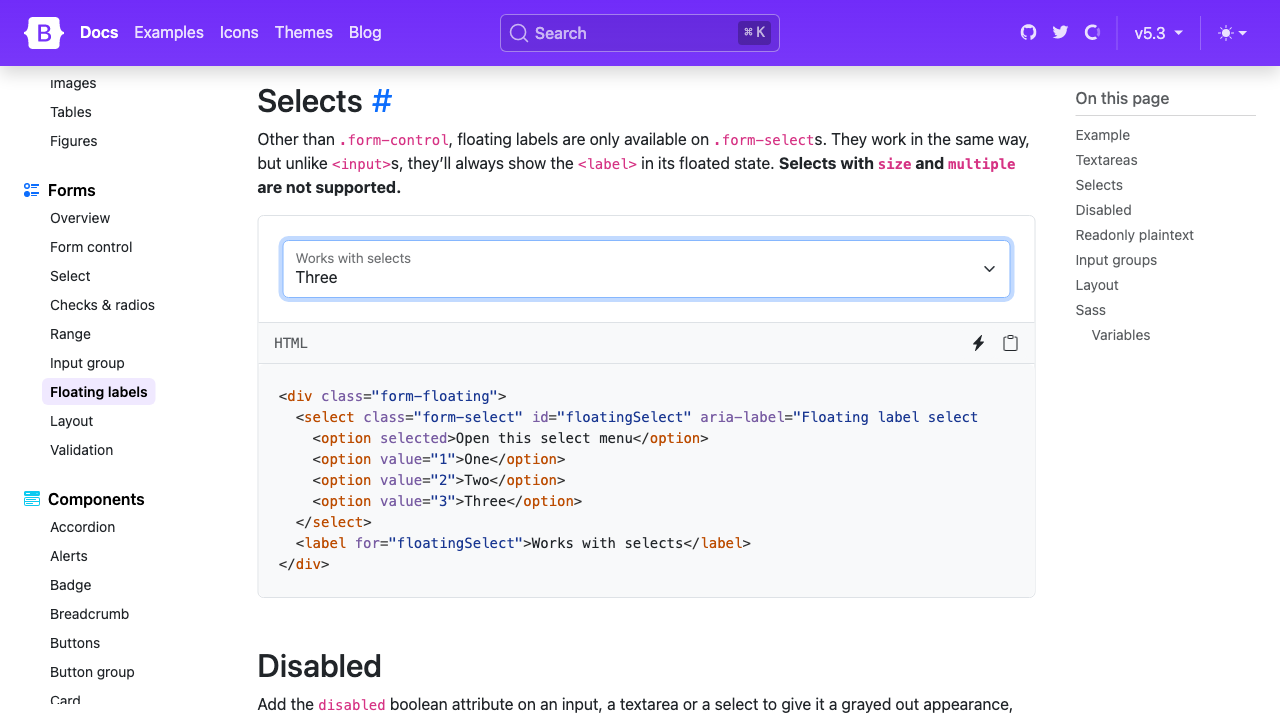 B Docs Examples Icons Themes Blog Search ⌘ K v5.3
Images
Tables
Figures
Forms
Overview
Form control
Select
Checks & radios
Range
Input group
Floating labels
Layout
Validation
Components
Accordion
Alerts
Badge
Breadcrumb
Buttons
Button group
Card
Selects #
Other than .form-control, floating labels are only available on .form-selects. They work in the same way,
but unlike <input>s, they’ll always show the <label> in its floated state. Selects with size and multiple
are not supported.
Works with selects
Three
HTML
<div class="form-floating">
  <select class="form-select" id="floatingSelect" aria-label="Floating label select
    <option selected>Open this select menu</option>
    <option value="1">One</option>
    <option value="2">Two</option>
    <option value="3">Three</option>
  </select>
  <label for="floatingSelect">Works with selects</label>
</div>
Disabled
Add the disabled boolean attribute on an input, a textarea or a select to give it a grayed out appearance,
On this page
Example
Textareas
Selects
Disabled
Readonly plaintext
Input groups
Layout
Sass
Variables